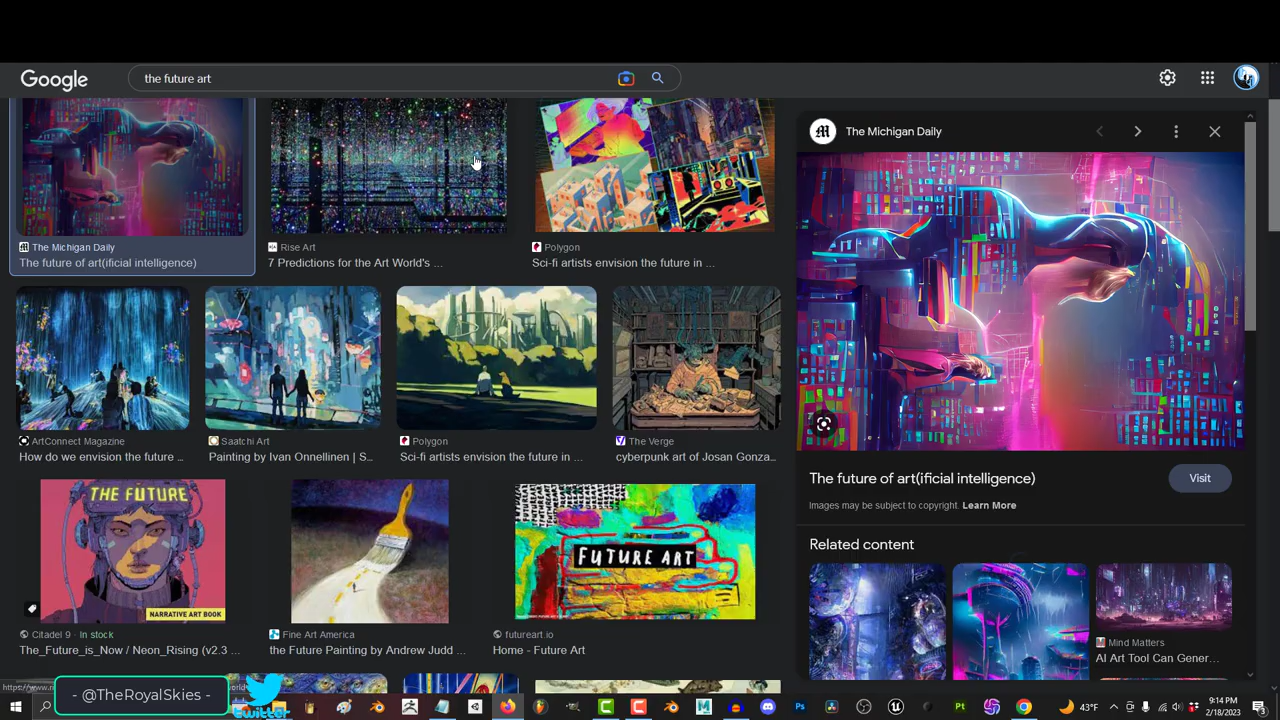 Google
the future art
The Michigan Daily
The future of art(ificial intelligence)
Rise Art
7 Predictions for the Art World's ...
Polygon
Sci-fi artists envision the future in ...
ArtConnect Magazine
How do we envision the future ...
Saatchi Art
Painting by Ivan Onnellinen | S...
Polygon
Sci-fi artists envision the future in ...
The Verge
cyberpunk art of Josan Gonza...
THE FUTURE
NARRATIVE ART BOOK
Citadel 9 · In stock
The_Future_is_Now / Neon_Rising (v2.3 ...
Fine Art America
the Future Painting by Andrew Judd ...
FUTURE ART
futureart.io
Home - Future Art
The Michigan Daily
The future of art(ificial intelligence)
Visit
Images may be subject to copyright. Learn More
Related content
Mind Matters
AI Art Tool Can Gener...
- @TheRoyalSkies -
twitter
43°F
9:14 PM
2/18/2023